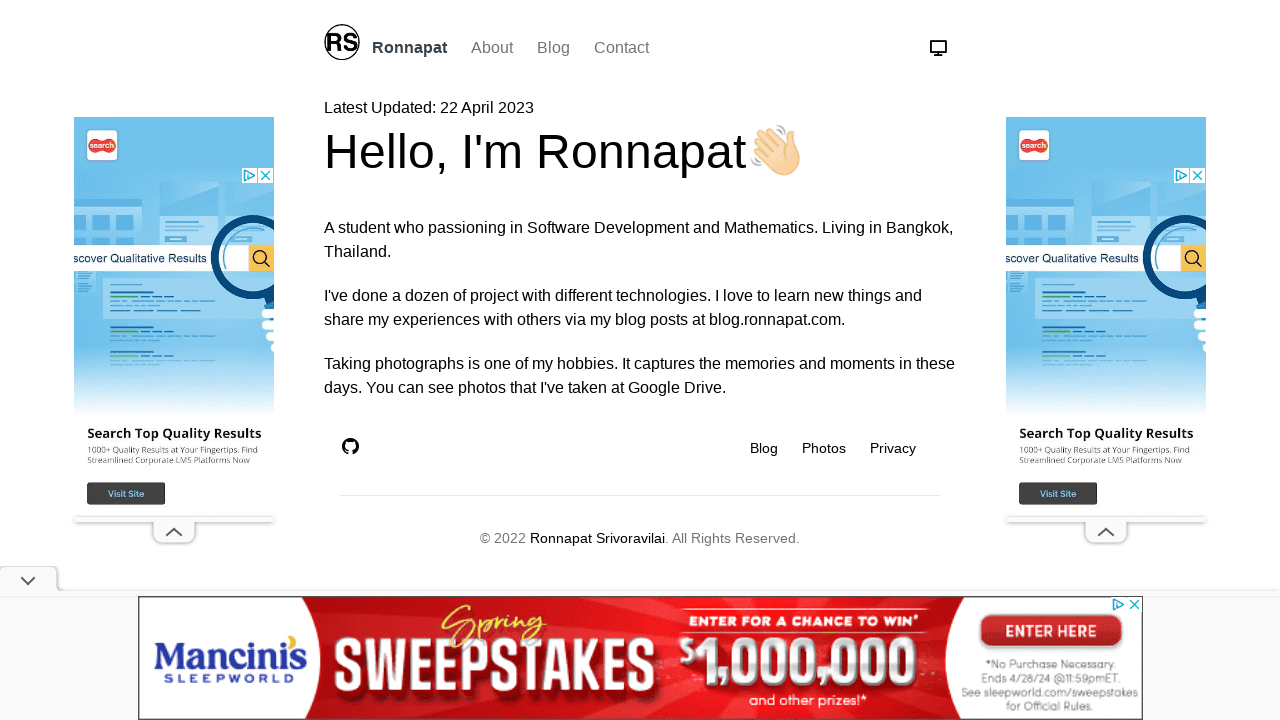 RS
Ronnapat
About
Blog
Contact
Latest Updated: 22 April 2023
Hello, I'm Ronnapat👋🏻
A student who passioning in Software Development and Mathematics. Living in Bangkok,
Thailand.
I've done a dozen of project with different technologies. I love to learn new things and
share my experiences with others via my blog posts at blog.ronnapat.com.
Taking photographs is one of my hobbies. It captures the memories and moments in these
days. You can see photos that I've taken at Google Drive.
Blog
Photos
Privacy
© 2022 Ronnapat Srivoravilai. All Rights Reserved.
search
scover Qualitative Results
Search Top Quality Results
1000+ Quality Results at Your Fingertips. Find
Streamlined Corporate LMS Platforms Now
Visit Site
search
scover Qualitative Results
Search Top Quality Results
1000+ Quality Results at Your Fingertips. Find
Streamlined Corporate LMS Platforms Now
Visit Site
Mancini's
SLEEPWORLD
Spring
SWEEPSTAKES
ENTER FOR A CHANCE TO WIN*
$1,000,000
and other prizes!*
ENTER HERE
*No Purchase Necessary.
Ends 4/28/24 @11:59pmET.
See sleepworld.com/sweepstakes
for Official Rules.